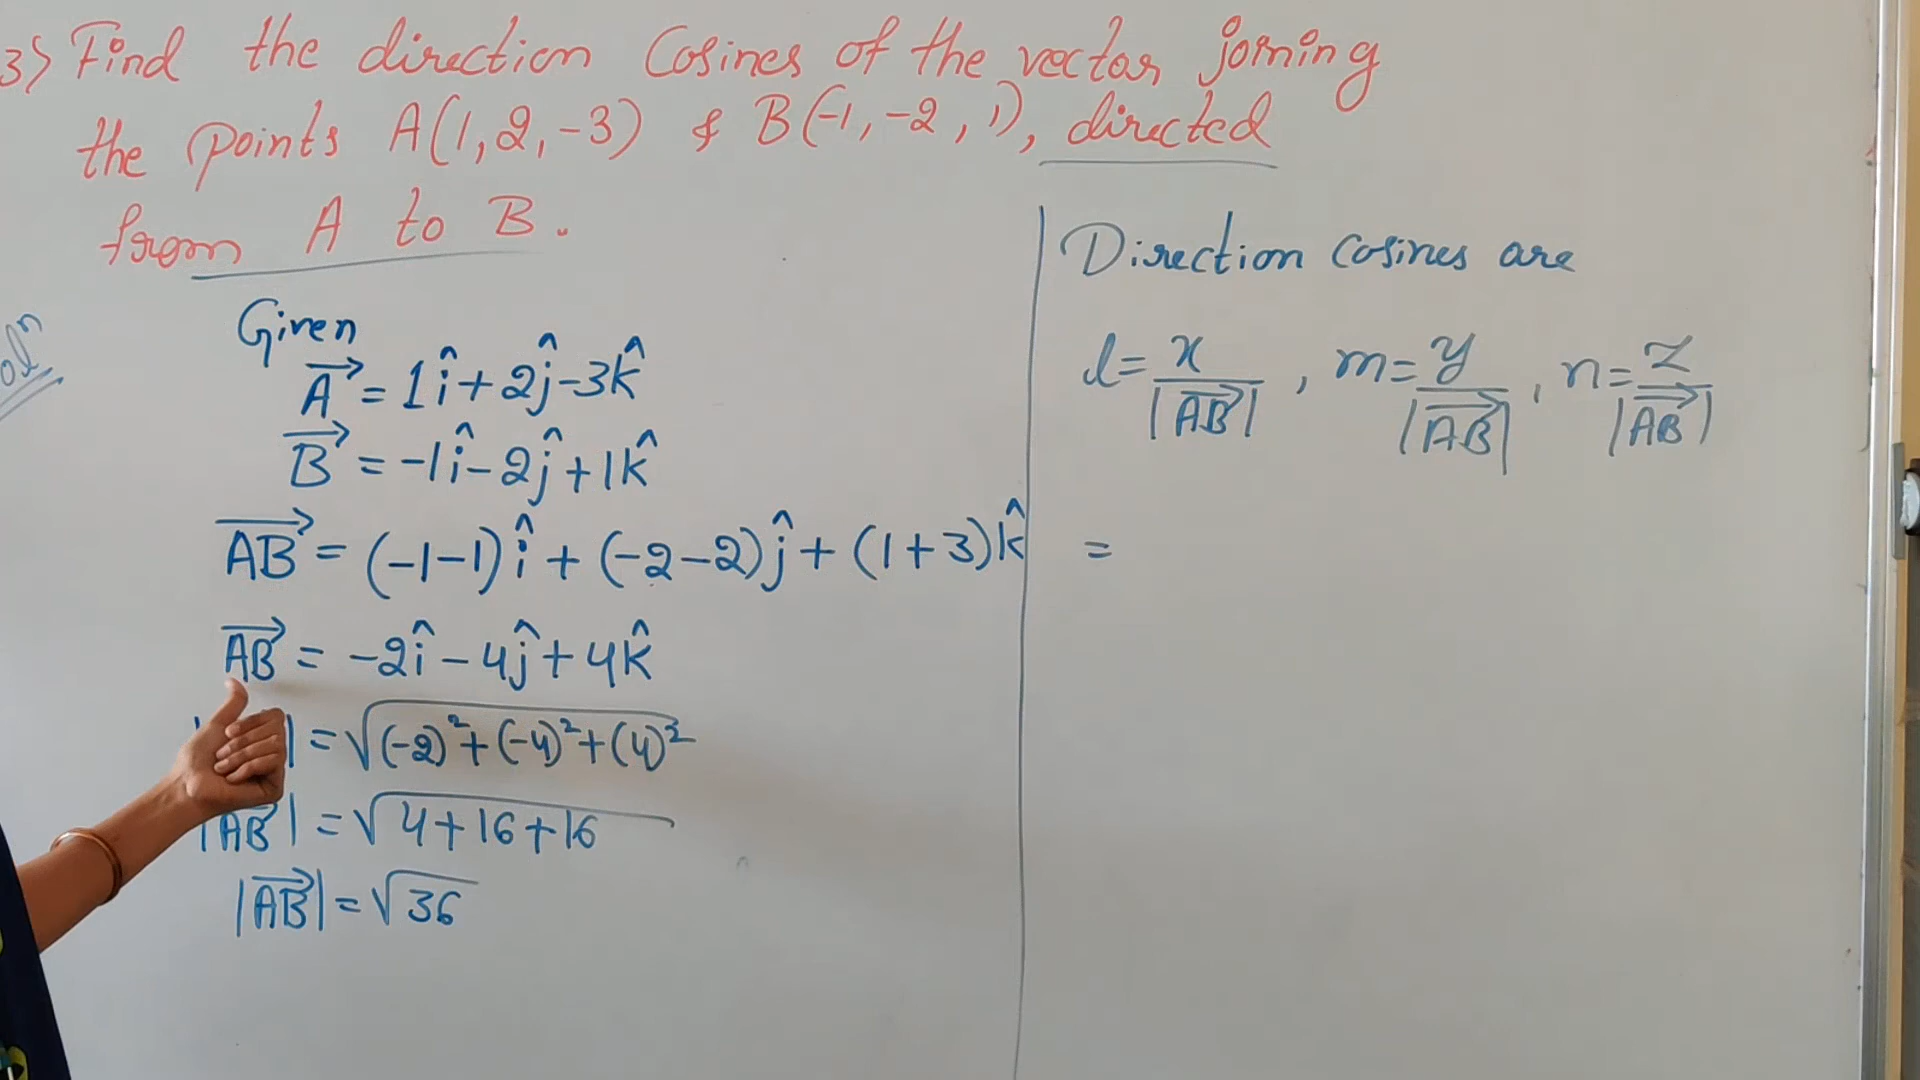 3) Find the direction Cosines of the vector joining
the points A(1, 2, -3) & B(-1, -2, 1), directed
from A to B.
Soln
Given
A⃗ = 1î + 2ĵ - 3k̂
B⃗ = -1î - 2ĵ + 1k̂
AB⃗ = (-1-1)î + (-2-2)ĵ + (1+3)k̂
AB⃗ = -2î - 4ĵ + 4k̂
| = √(-2)² + (-4)² + (4)²
|AB⃗| = √4+16+16
|AB⃗| = √36
Direction Cosines are
l = x/|AB⃗| , m = y/|AB⃗| , n = z/|AB⃗|
=